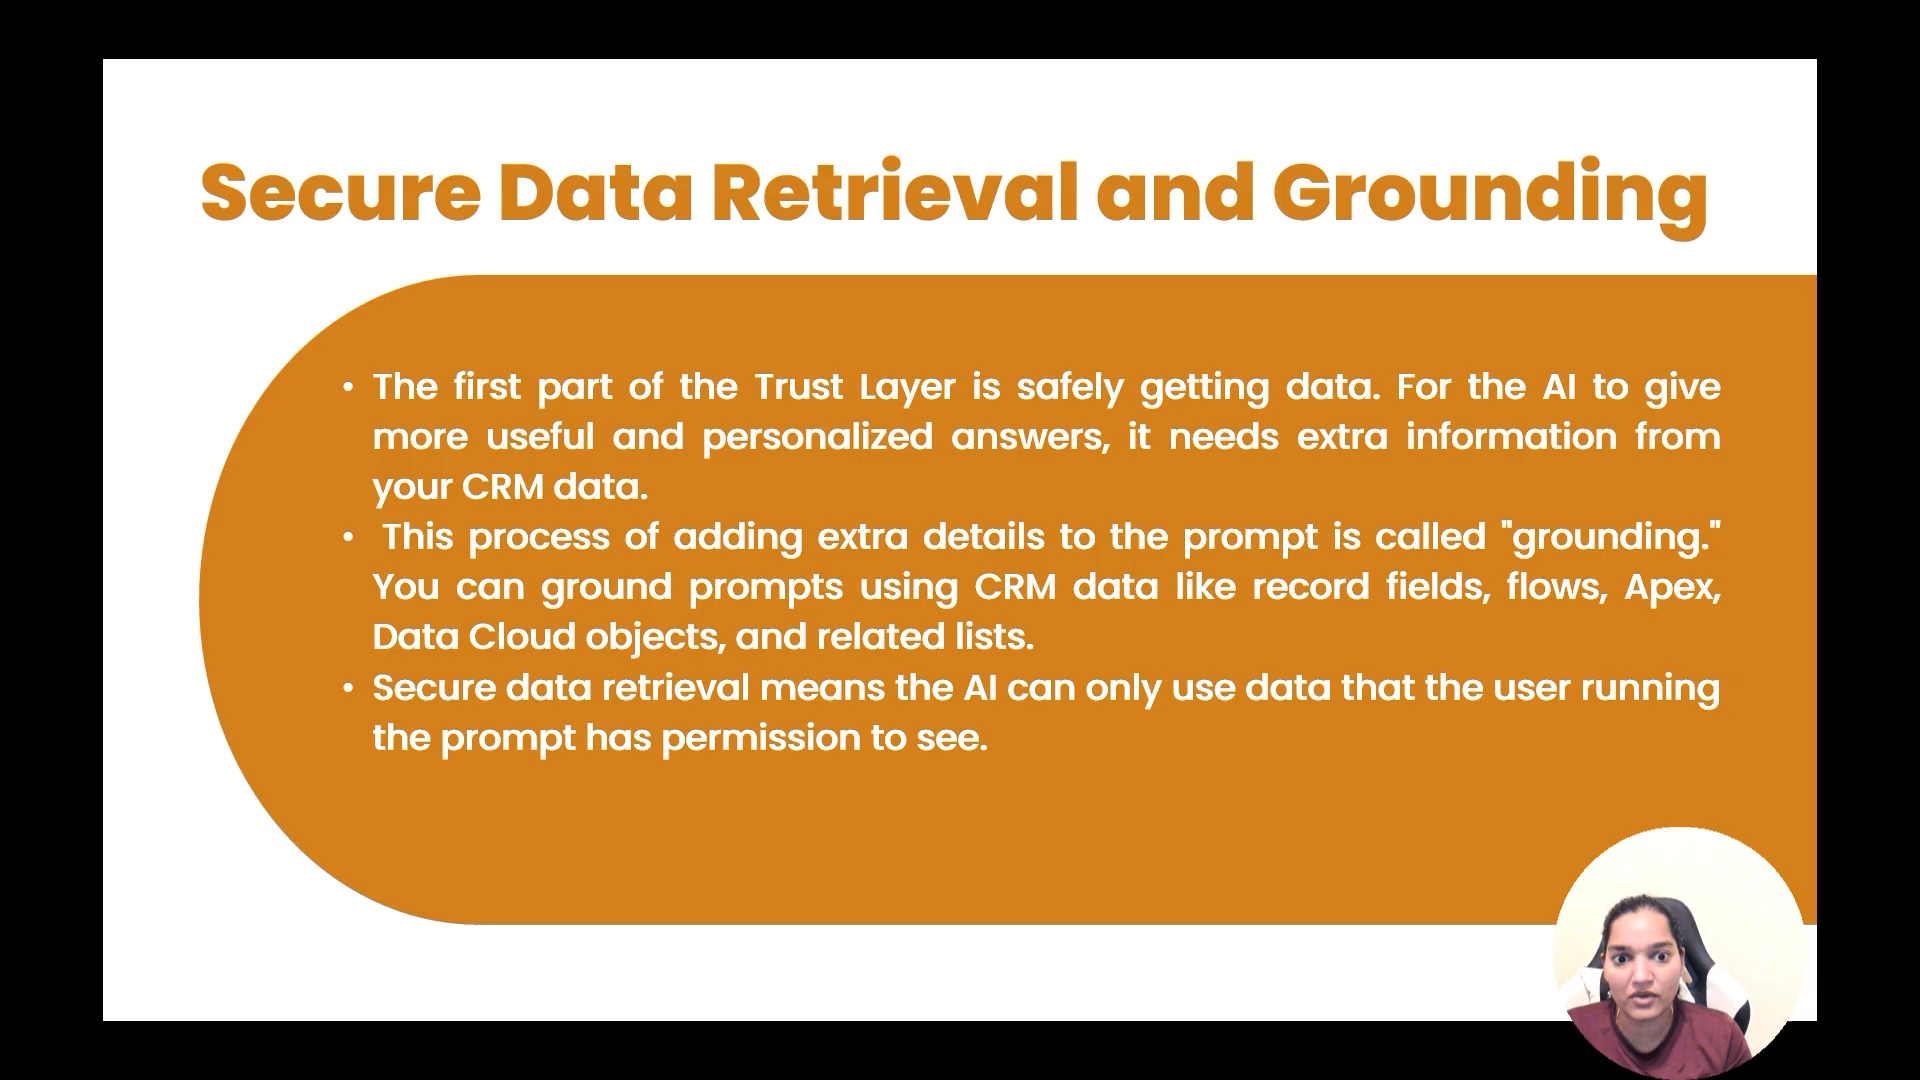 Secure Data Retrieval and Grounding
• The first part of the Trust Layer is safely getting data. For the AI to give
more useful and personalized answers, it needs extra information from
your CRM data.
• This process of adding extra details to the prompt is called "grounding."
You can ground prompts using CRM data like record fields, flows, Apex,
Data Cloud objects, and related lists.
• Secure data retrieval means the AI can only use data that the user running
the prompt has permission to see.